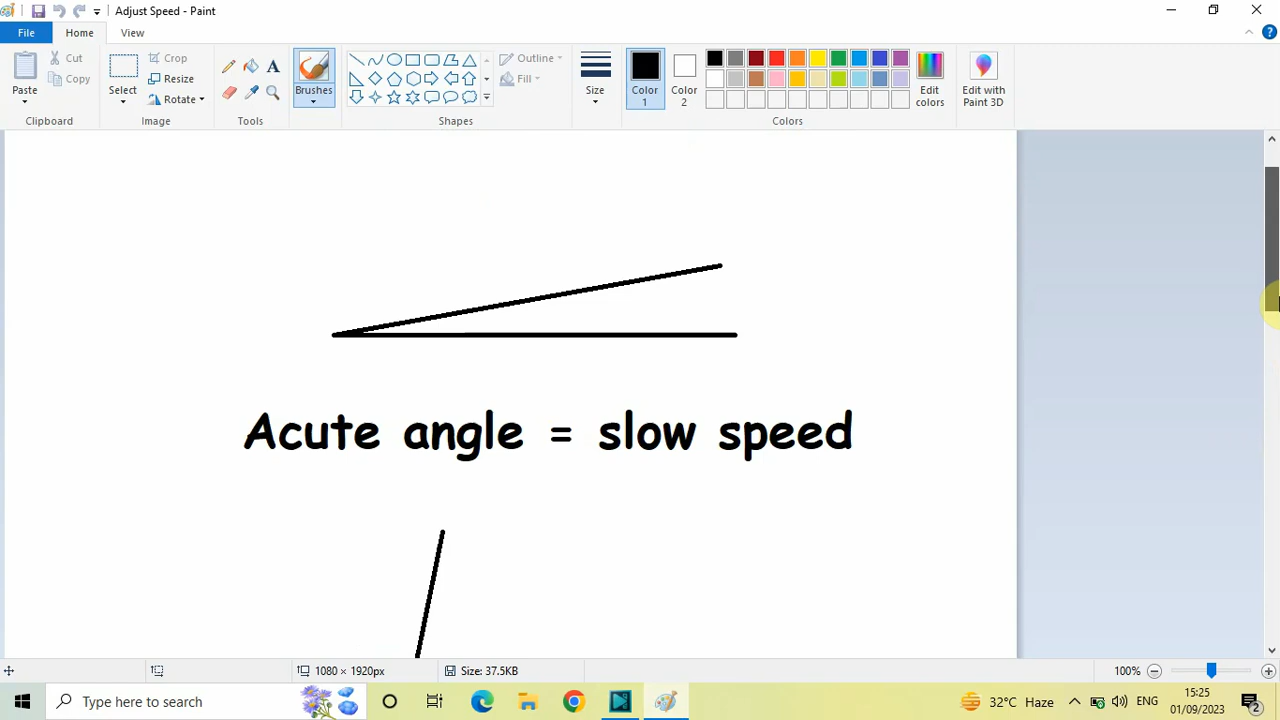 Adjust Speed - Paint
File Home View
Paste
Cut
Copy
Clipboard
Select
Crop
Resize
Rotate
Image
Tools
Brushes
Shapes
Outline
Fill
Size
Color 1
Color 2
Colors
Edit colors
Edit with Paint 3D
Acute angle = slow speed
1080 × 1920px
Size: 37.5KB
100%
Type here to search
32°C Haze
ENG
15:25
01/09/2023
2